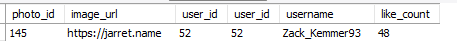 photo_id image_url user_id user_id username like_count
145 https://jarret.name 52 52 Zack_Kemmer93 48